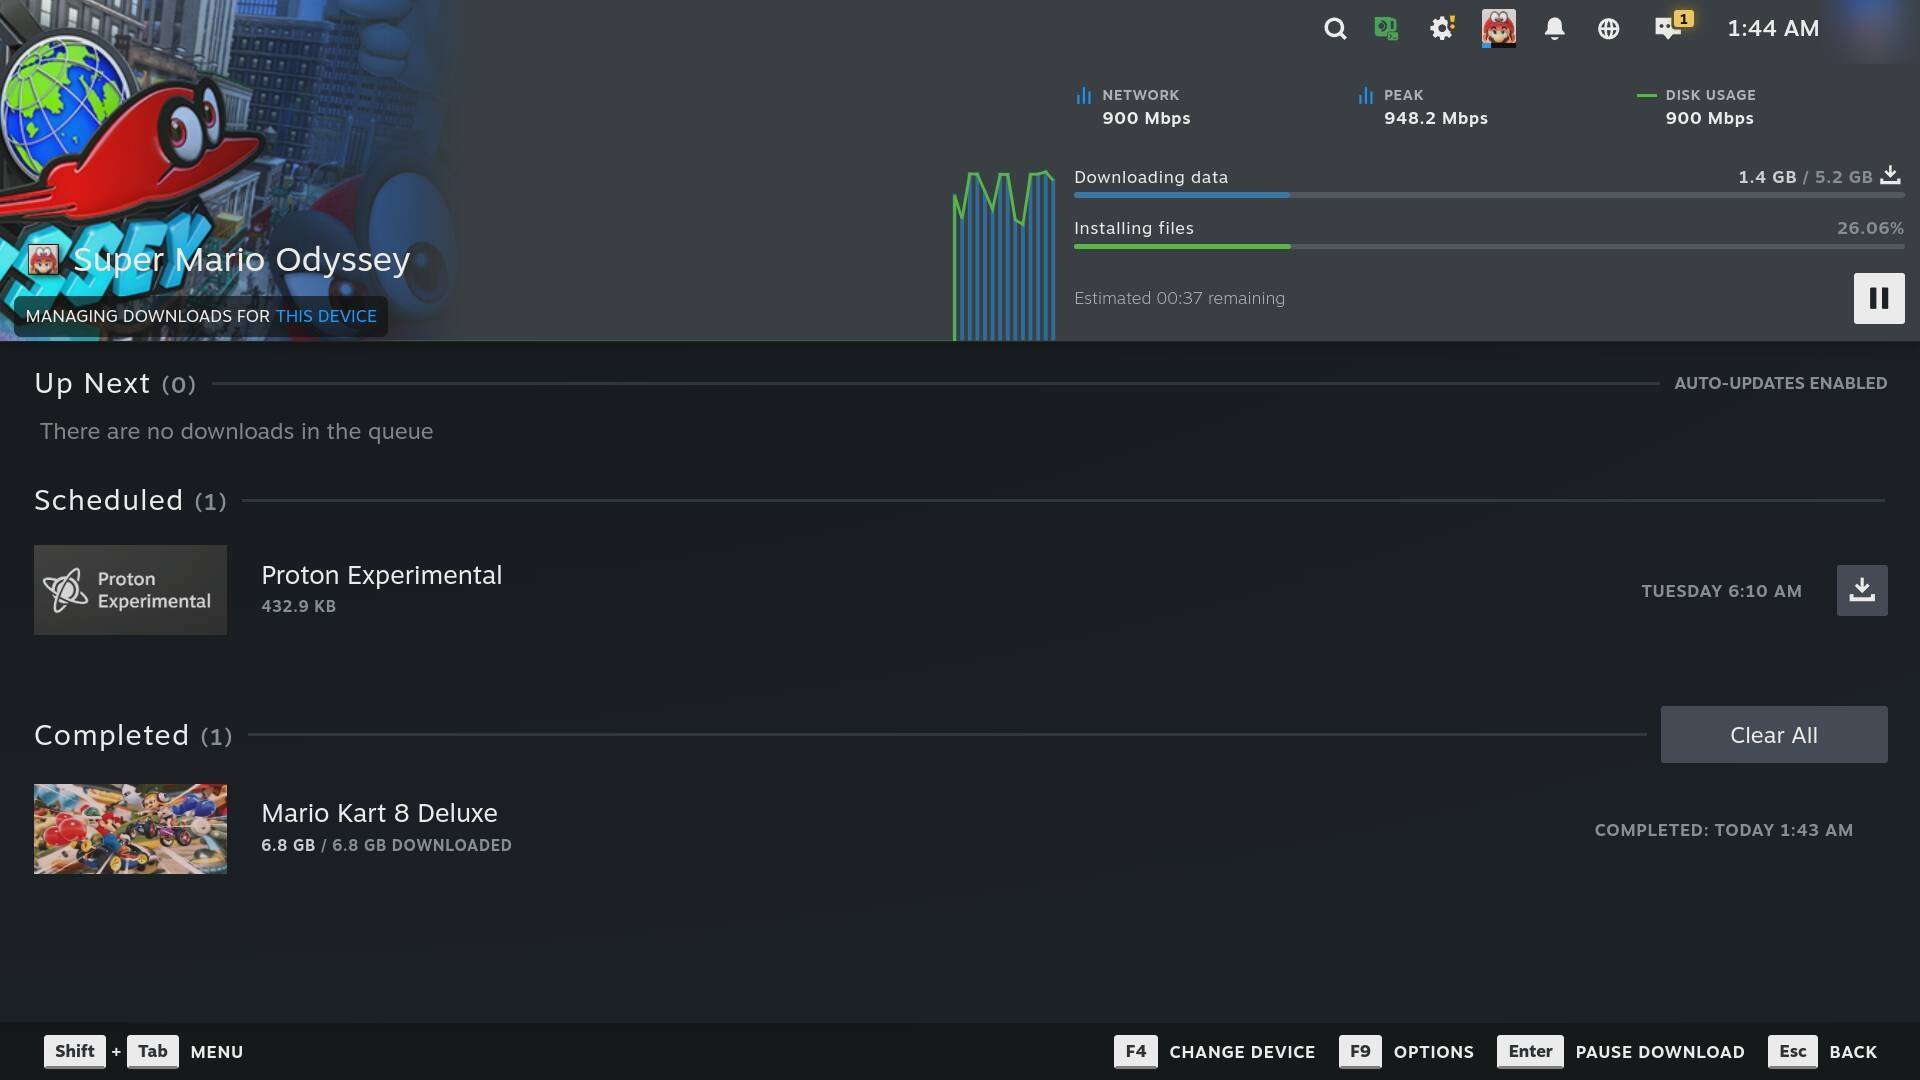 1
1:44 AM
NETWORK
900 Mbps
PEAK
948.2 Mbps
DISK USAGE
900 Mbps
Downloading data
1.4 GB / 5.2 GB
Installing files
26.06%
Estimated 00:37 remaining
SSEY
Super Mario Odyssey
MANAGING DOWNLOADS FOR THIS DEVICE
Up Next (0)
AUTO-UPDATES ENABLED
There are no downloads in the queue
Scheduled (1)
Proton
Experimental
Proton Experimental
432.9 KB
TUESDAY 6:10 AM
Completed (1)
Clear All
Mario Kart 8 Deluxe
6.8 GB / 6.8 GB DOWNLOADED
COMPLETED: TODAY 1:43 AM
Shift + Tab MENU
F4 CHANGE DEVICE
F9 OPTIONS
Enter PAUSE DOWNLOAD
Esc BACK